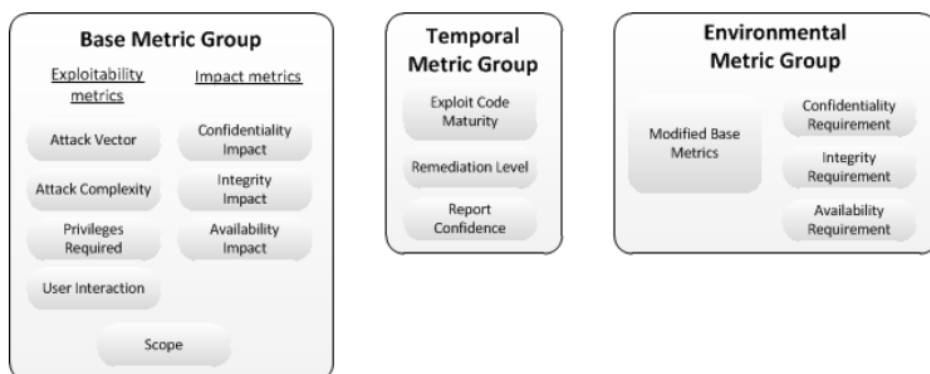 Base Metric Group
Exploitability
metrics
Impact metrics
Attack Vector
Confidentiality
Impact
Attack Complexity
Integrity
Impact
Privileges
Required
Availability
Impact
User Interaction
Scope
Temporal
Metric Group
Exploit Code
Maturity
Remediation Level
Report
Confidence
Environmental
Metric Group
Modified Base
Metrics
Confidentiality
Requirement
Integrity
Requirement
Availability
Requirement